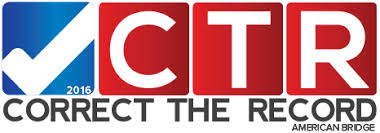 2016 CTR
CORRECT THE RECORD
AMERICAN BRIDGE